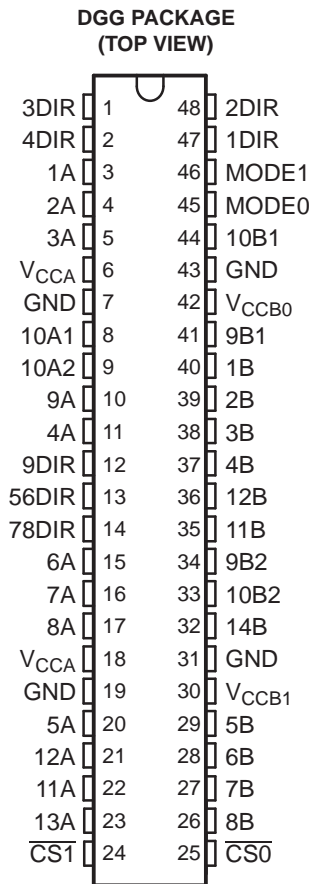 DGG PACKAGE
(TOP VIEW)
3DIR 1 48 2DIR
4DIR 2 47 1DIR
1A 3 46 MODE1
2A 4 45 MODE0
3A 5 44 10B1
VCCA 6 43 GND
GND 7 42 VCCB0
10A1 8 41 9B1
10A2 9 40 1B
9A 10 39 2B
4A 11 38 3B
9DIR 12 37 4B
56DIR 13 36 12B
78DIR 14 35 11B
6A 15 34 9B2
7A 16 33 10B2
8A 17 32 14B
VCCA 18 31 GND
GND 19 30 VCCB1
5A 20 29 5B
12A 21 28 6B
11A 22 27 7B
13A 23 26 8B
C̅S̅1̅ 24 25 C̅S̅0̅